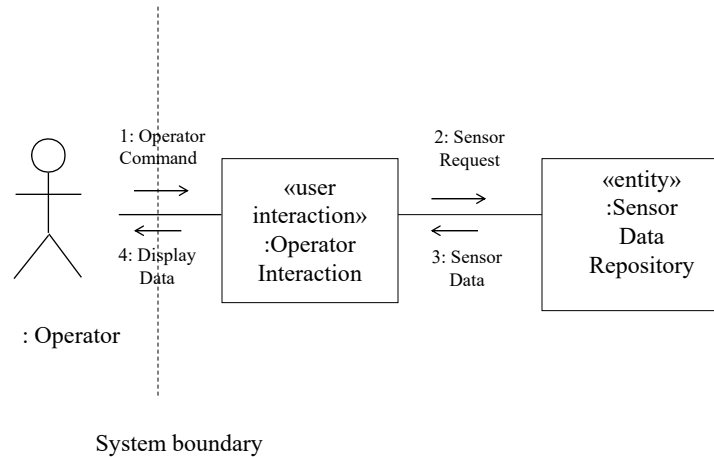 1: Operator
Command
2: Sensor
Request
«user
interaction»
:Operator
Interaction
«entity»
:Sensor
Data
Repository
4: Display
Data
3: Sensor
Data
: Operator
System boundary